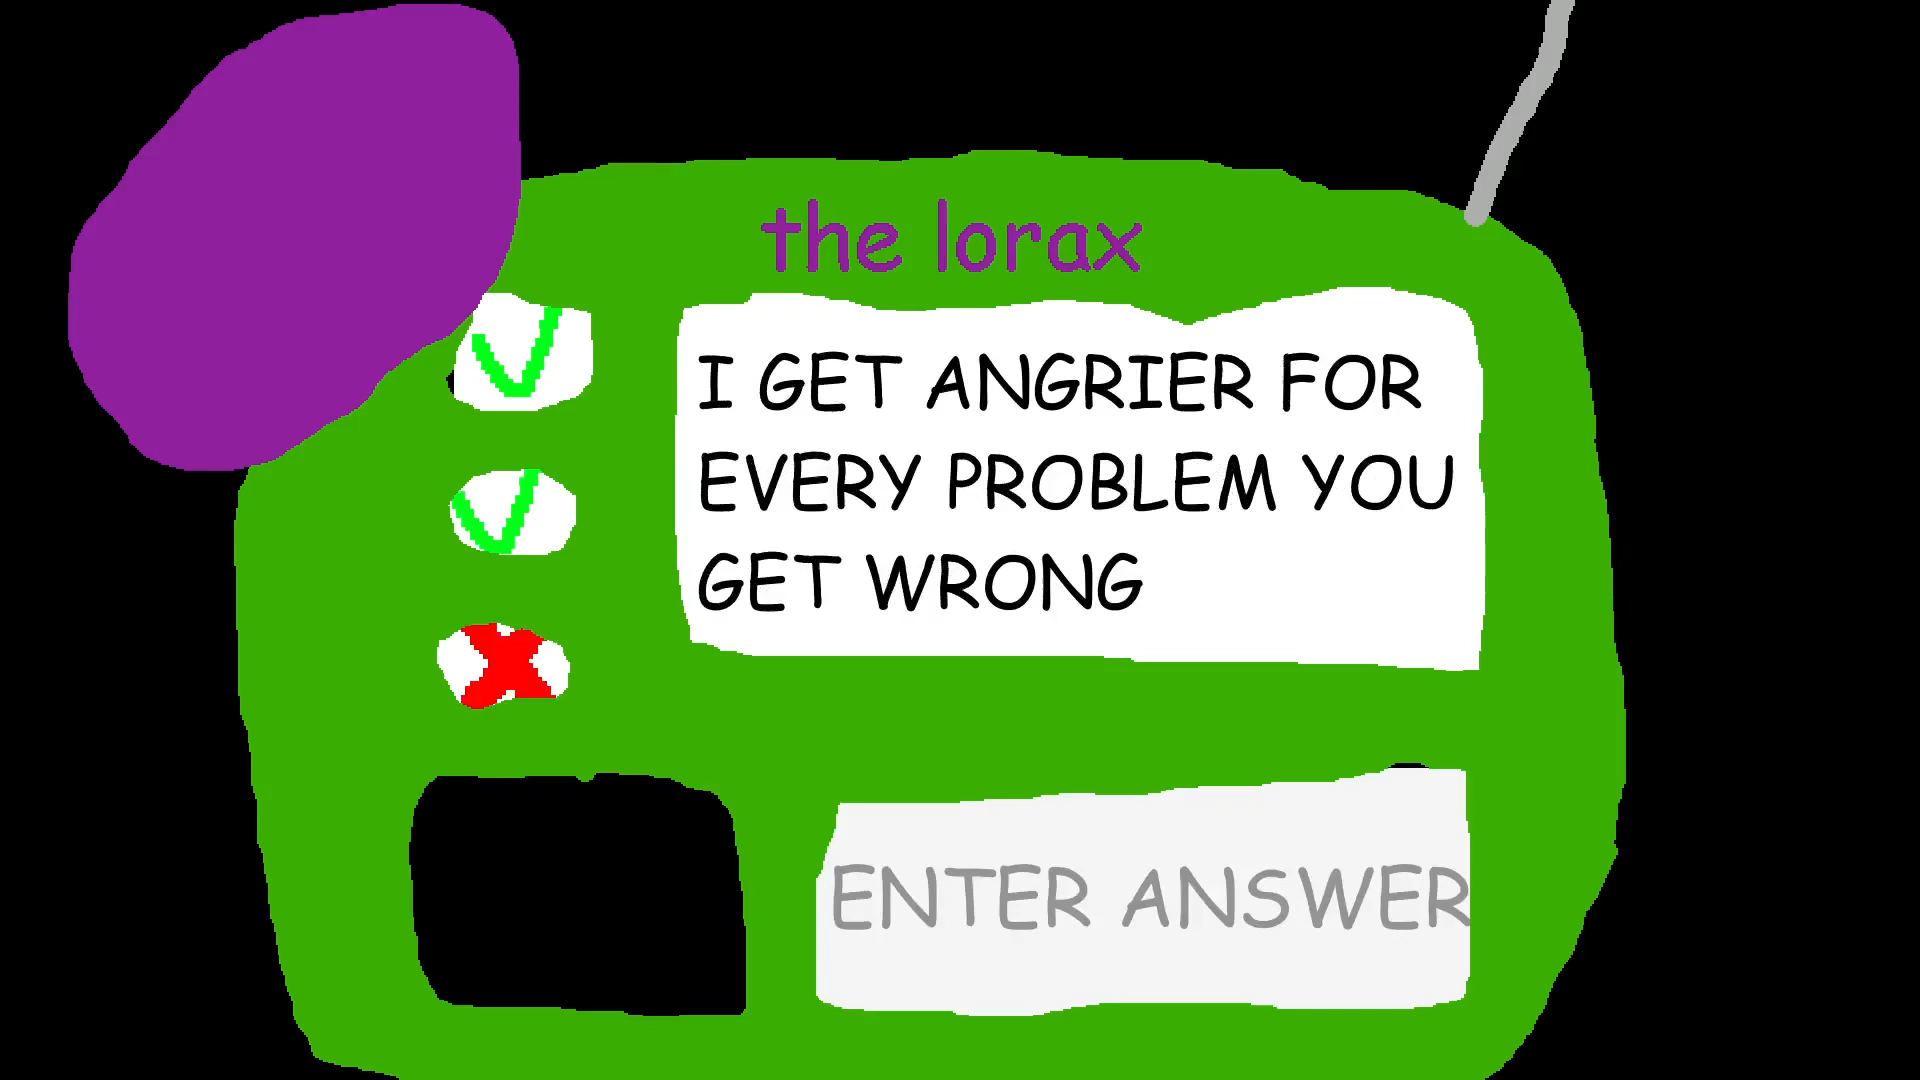 the lorax
I GET ANGRIER FOR
EVERY PROBLEM YOU
GET WRONG
ENTER ANSWER